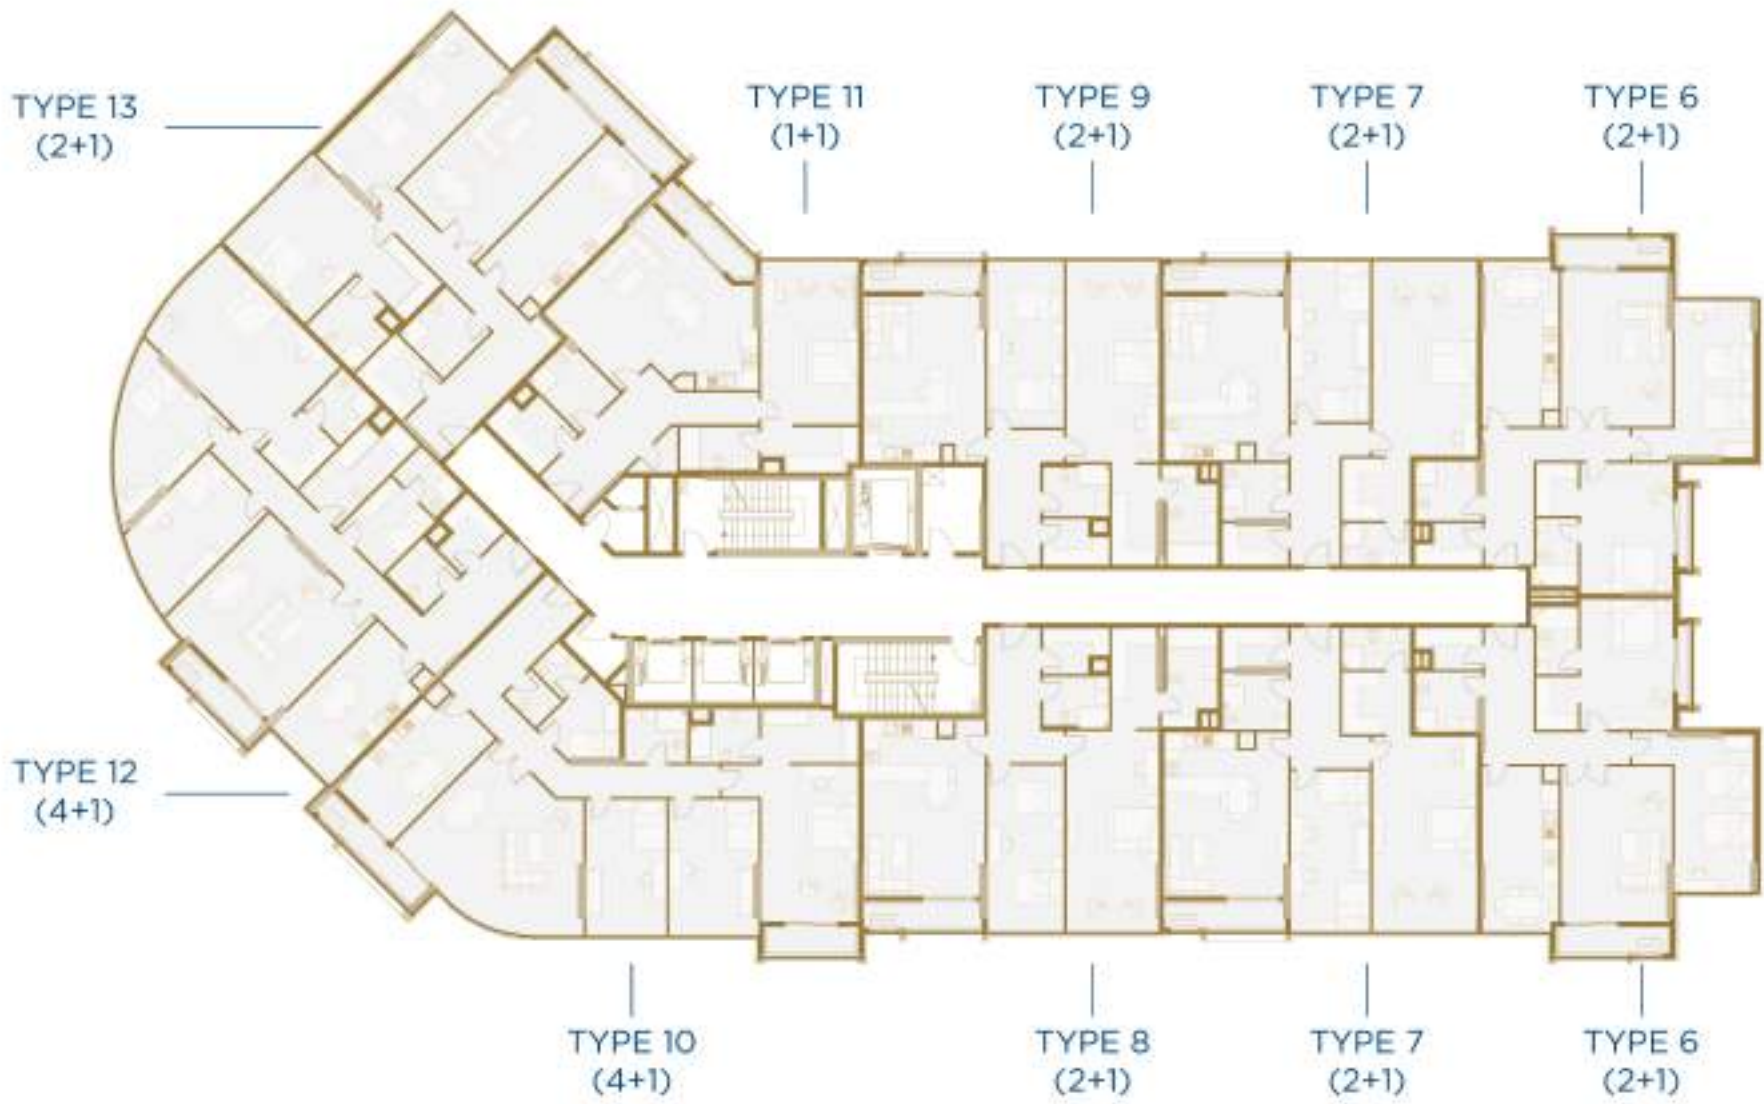 TYPE 13
(2+1)
TYPE 11
(1+1)
TYPE 9
(2+1)
TYPE 7
(2+1)
TYPE 6
(2+1)
TYPE 12
(4+1)
TYPE 10
(4+1)
TYPE 8
(2+1)
TYPE 7
(2+1)
TYPE 6
(2+1)